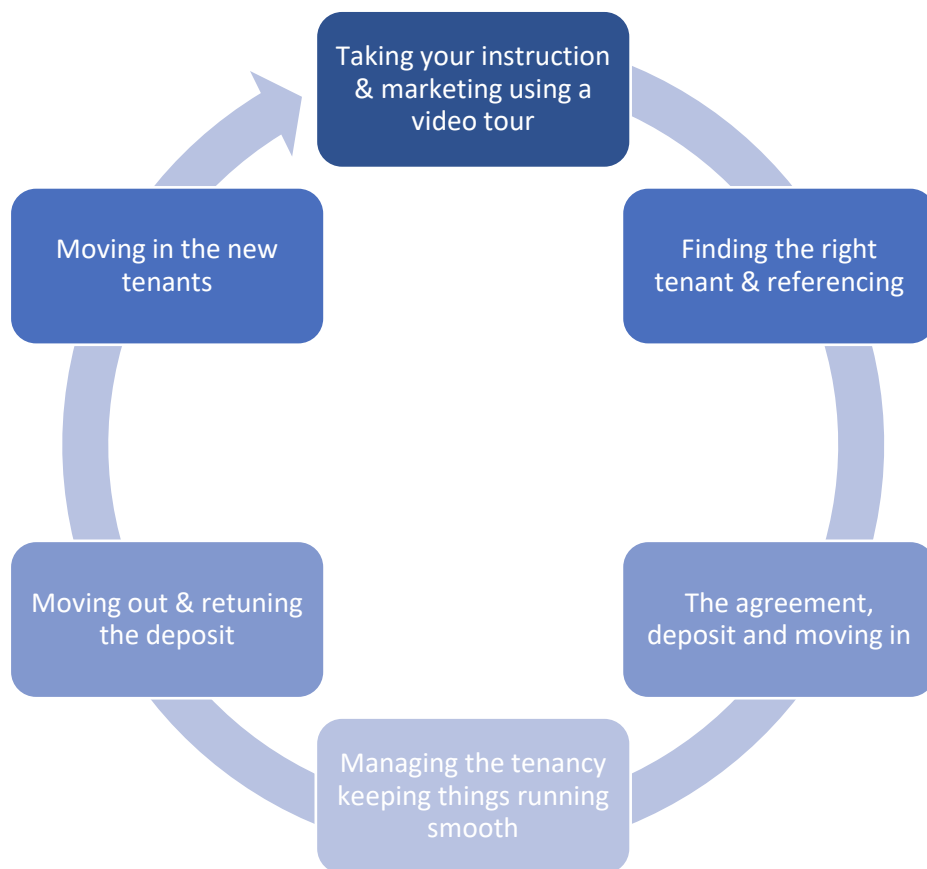 Taking your instruction
& marketing using a
video tour
Finding the right
tenant & referencing
The agreement,
deposit and moving in
Managing the tenancy
keeping things running
smooth
Moving out & retuning
the deposit
Moving in the new
tenants